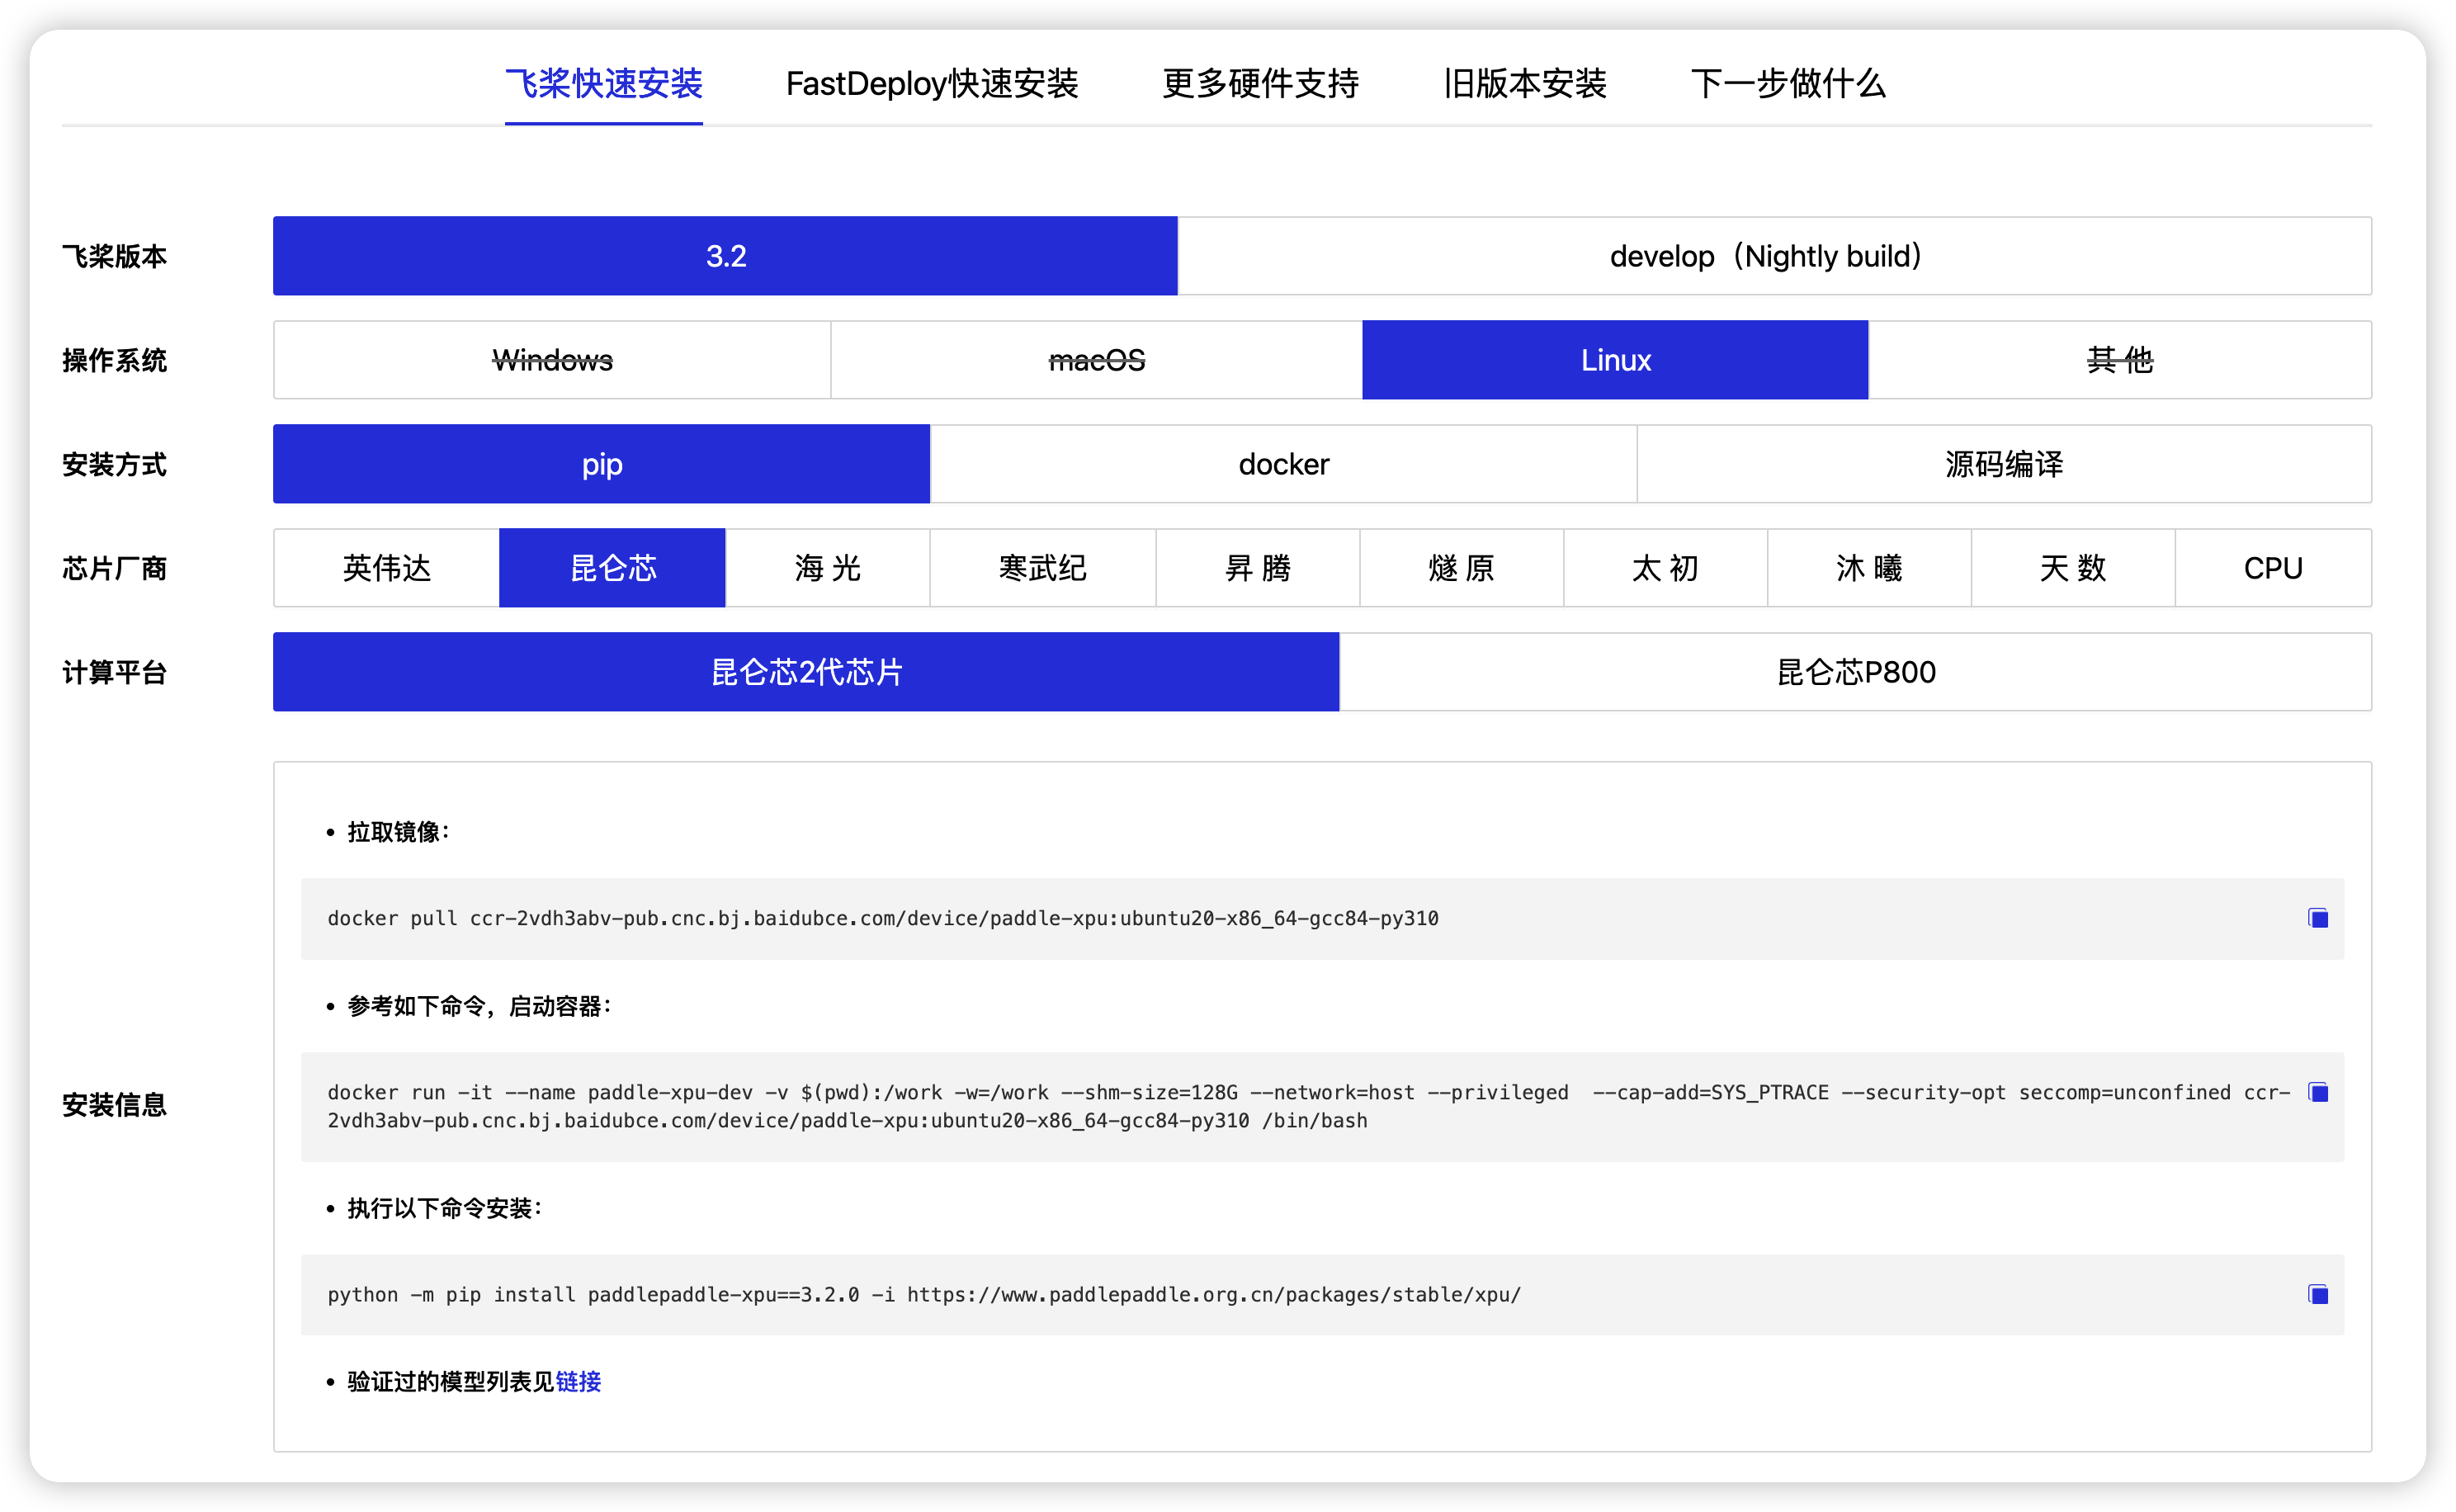 飞桨快速安装 FastDeploy快速安装 更多硬件支持 旧版本安装 下一步做什么
飞桨版本 3.2 develop（Nightly build）
操作系统 Windows macOS Linux 其 他
安装方式 pip docker 源码编译
芯片厂商 英伟达 昆仑芯 海 光 寒武纪 昇 腾 燧 原 太 初 沐 曦 天 数 CPU
计算平台 昆仑芯2代芯片 昆仑芯P800
安装信息
• 拉取镜像：
docker pull ccr-2vdh3abv-pub.cnc.bj.baidubce.com/device/paddle-xpu:ubuntu20-x86_64-gcc84-py310
• 参考如下命令，启动容器：
docker run -it --name paddle-xpu-dev -v $(pwd):/work -w=/work --shm-size=128G --network=host --privileged  --cap-add=SYS_PTRACE --security-opt seccomp=unconfined ccr-
2vdh3abv-pub.cnc.bj.baidubce.com/device/paddle-xpu:ubuntu20-x86_64-gcc84-py310 /bin/bash
• 执行以下命令安装：
python -m pip install paddlepaddle-xpu==3.2.0 -i https://www.paddlepaddle.org.cn/packages/stable/xpu/
• 验证过的模型列表见链接